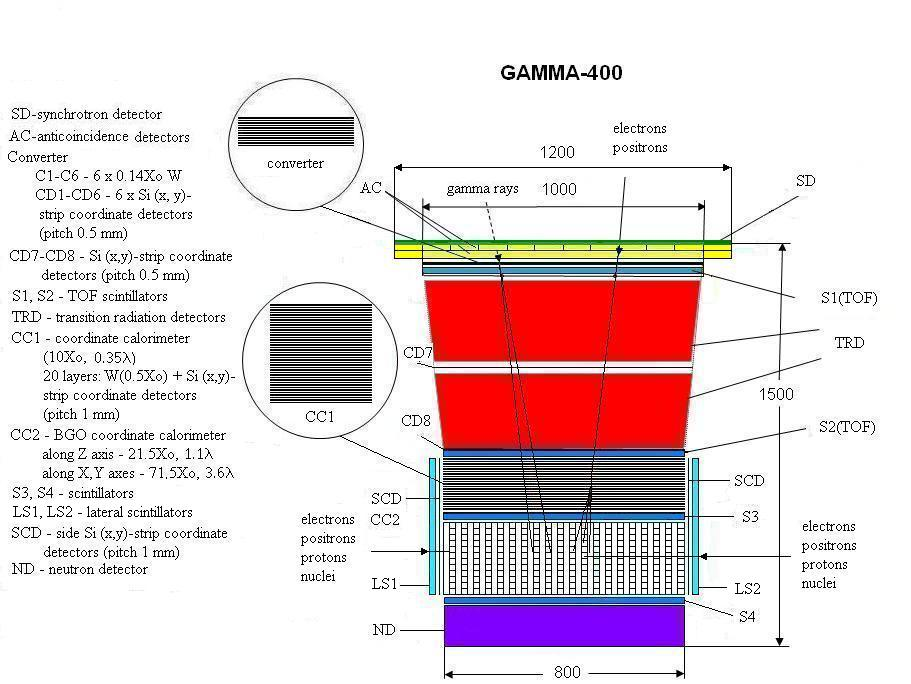 GAMMA-400
SD-synchrotron detector
AC-anticoincidence detectors
Converter
C1-C6 - 6 x 0.14Xo W
CD1-CD6 - 6 x Si (x, y)-
strip coordinate detectors
(pitch 0.5 mm)
CD7-CD8 - Si (x,y)-strip coordinate
detectors (pitch 0.5 mm)
S1, S2 - TOF scintillators
TRD - transition radiation detectors
CC1 - coordinate calorimeter
(10Xo, 0.35λ)
20 layers: W(0.5Xo) + Si (x,y)-
strip coordinate detectors
(pitch 1 mm)
CC2 - BGO coordinate calorimeter
along Z axis - 21.5Xo, 1.1λ
along X,Y axes - 71.5Xo, 3.6λ
S3, S4 - scintillators
LS1, LS2 - lateral scintillators
SCD - side Si (x,y)-strip coordinate
detectors (pitch 1 mm)
ND - neutron detector
converter
CC1
electrons
positrons
1200
AC
gamma rays
1000
SD
S1(TOF)
TRD
CD7
1500
CD8
S2(TOF)
SCD
SCD
CC2
S3
electrons
positrons
protons
nuclei
electrons
positrons
protons
nuclei
LS1
LS2
S4
ND
800